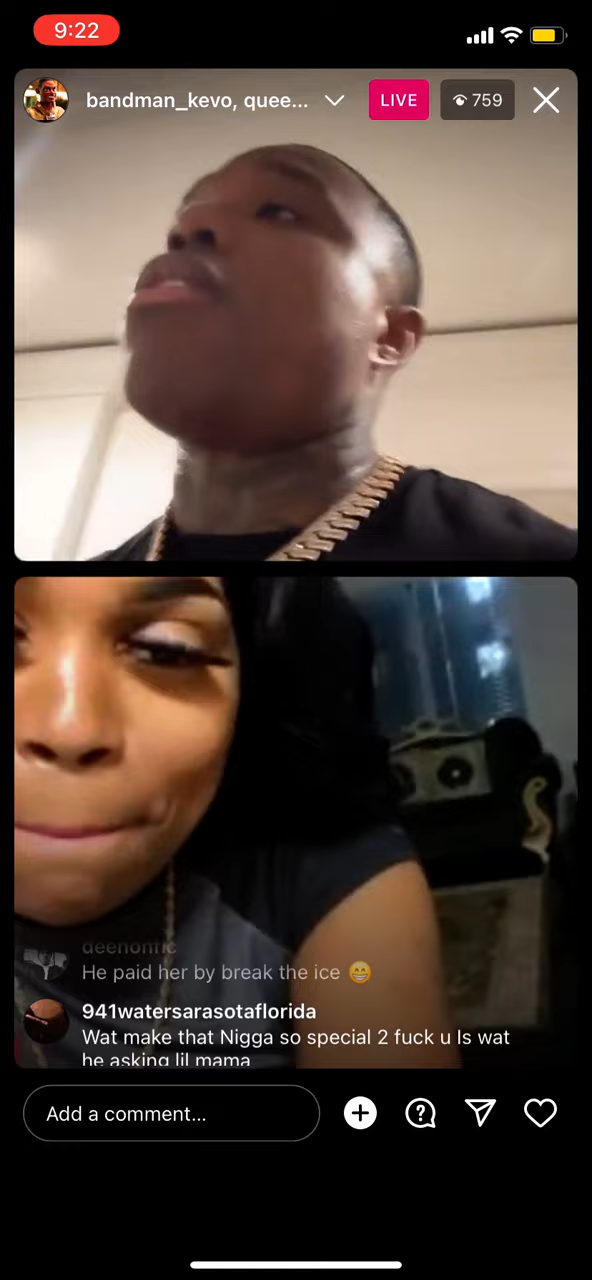 9:22
bandman_kevo, quee...
LIVE
759
deenonfic
He paid her by break the ice 😁
941watersarasotaflorida
Wat make that Nigga so special 2 fuck u Is wat
he asking lil mama
Add a comment...